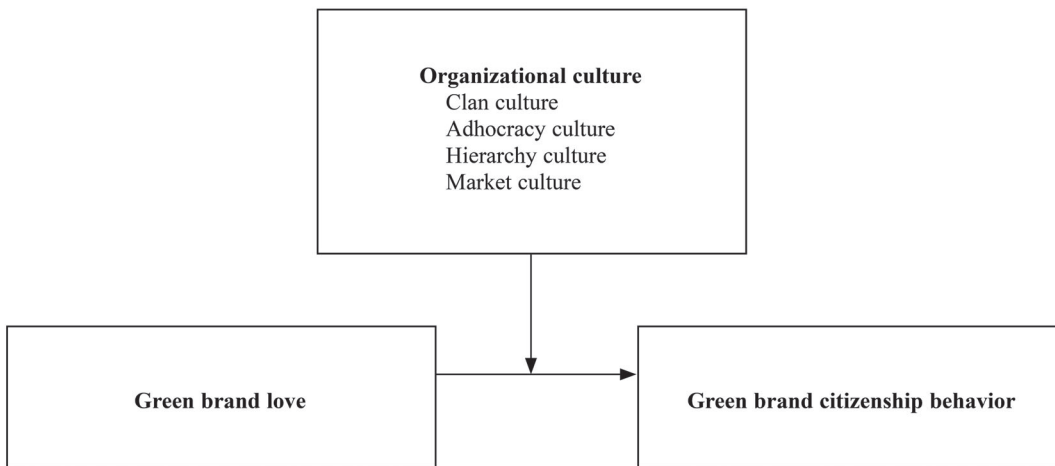 Organizational culture
Clan culture
Adhocracy culture
Hierarchy culture
Market culture
Green brand love
Green brand citizenship behavior